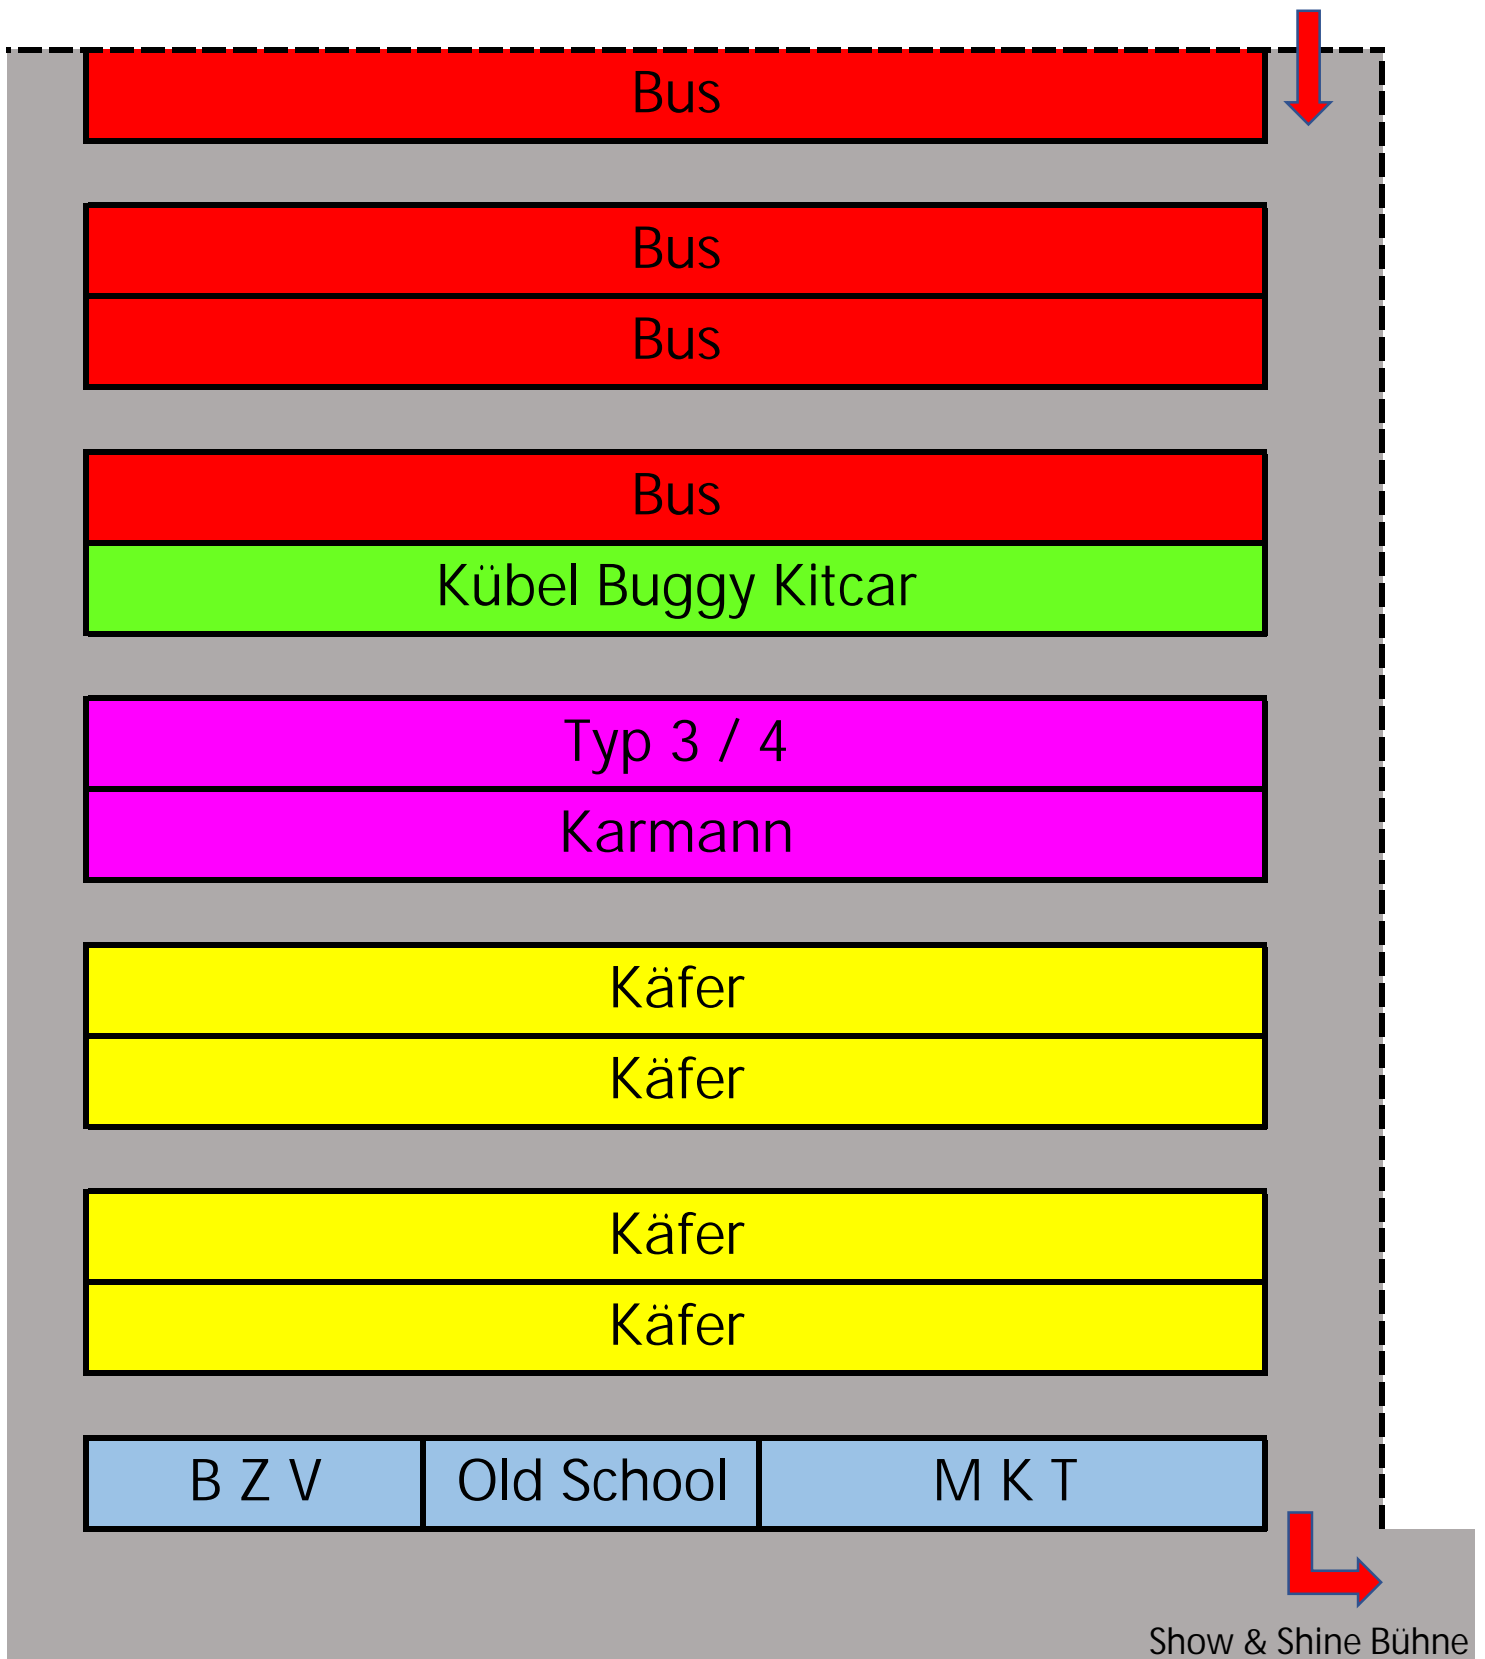 Bus
Bus
Bus
Bus
Kübel Buggy Kitcar
Typ 3 / 4
Karmann
Käfer
Käfer
Käfer
Käfer
B Z V Old School M K T
Show & Shine Bühne